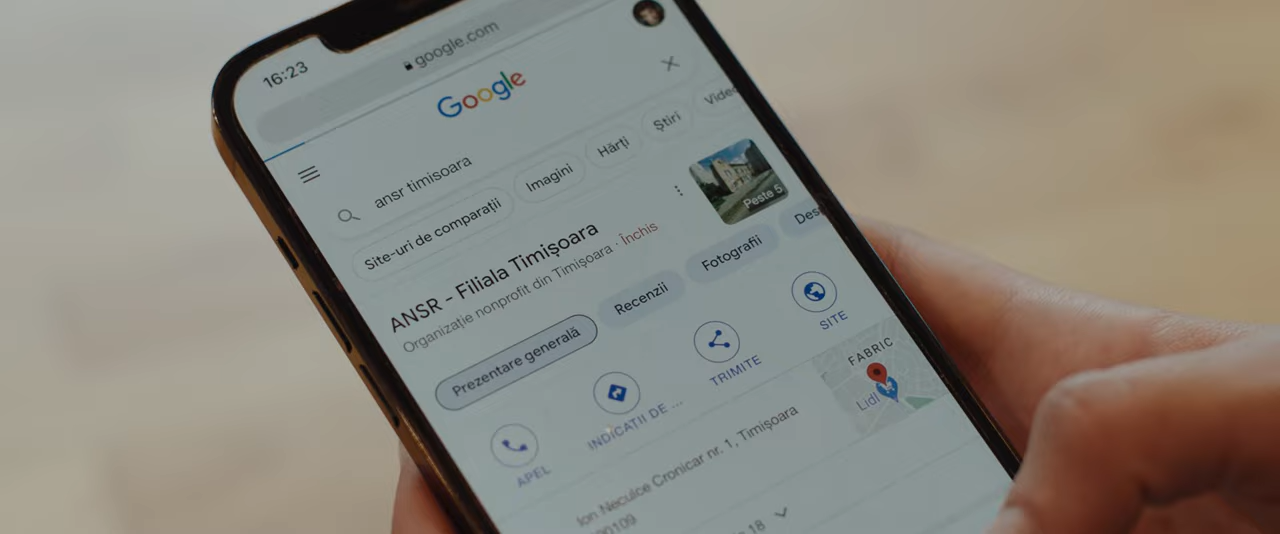 16:23
google.com
Google
ansr timisoara
Site-uri de comparații
Imagini
Hărți
Știri
ANSR - Filiala Timișoara
Organizație nonprofit din Timișoara · Închis
Peste 5
Prezentare generală
Recenzii
Fotografii
APEL
INDICAȚII DE ...
TRIMITE
SITE
FABRIC
Lidl
Ion Neculce Cronicar nr. 1, Timișoara
18